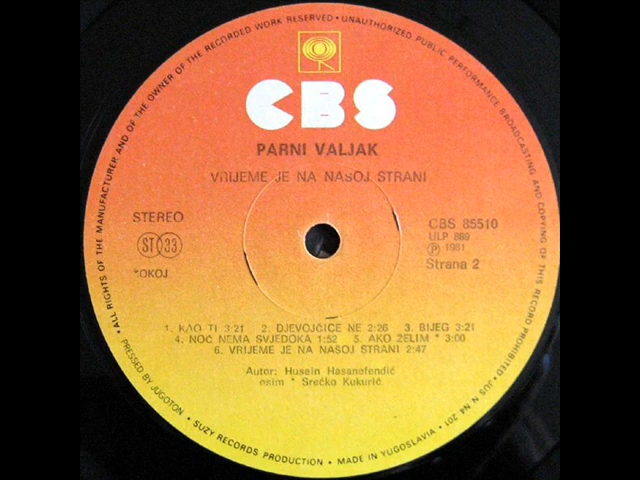 ALL RIGHTS OF THE MANUFACTURER AND OF THE OWNER OF THE RECORDED WORK RESERVED • UNAUTHORIZED PUBLIC PERFORMANCE BROADCASTING AND COPYING OF THIS RECORD PROHIBITED • JUS N N4 201
CBS
PARNI VALJAK
VRIJEME JE NA NAŠOJ STRANI
STEREO
ST 33
*OKOJ
CBS 85510
ULP 889
Ⓟ 1981
Strana 2
1. KAO TI 3:21 2. DJEVOJČICE NE 2:26 3. BIJEG 3:21
4. NOĆ NEMA SVJEDOKA 1:52 5. AKO ŽELIM * 3:00
6. VRIJEME JE NA NAŠOJ STRANI 2:47
Autor: Husein Hasanefendić
osim * Srećko Kukurić
PRESSED BY JUGOTON • SUZY RECORDS PRODUCTION • MADE IN YUGOSLAVIA •